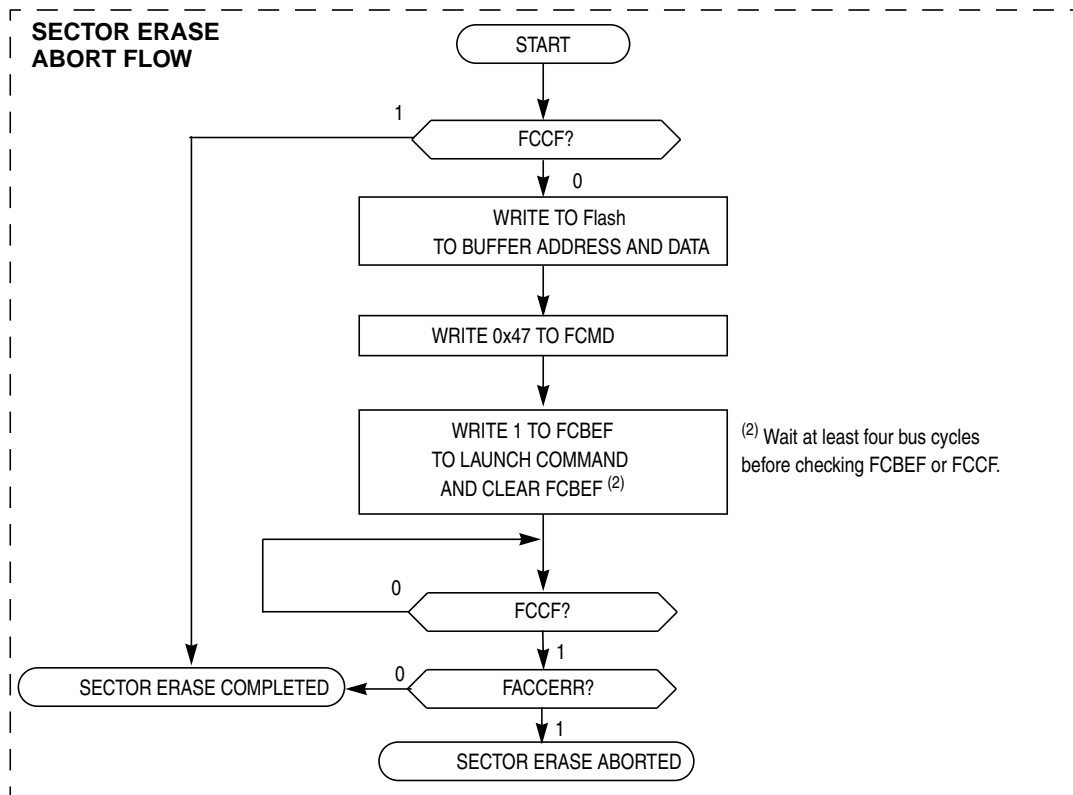 SECTOR ERASE
ABORT FLOW
START
1
FCCF?
0
WRITE TO Flash
TO BUFFER ADDRESS AND DATA
WRITE 0x47 TO FCMD
WRITE 1 TO FCBEF
TO LAUNCH COMMAND
AND CLEAR FCBEF (2)
(2) Wait at least four bus cycles
before checking FCBEF or FCCF.
0
FCCF?
1
SECTOR ERASE COMPLETED
0
FACCERR?
1
SECTOR ERASE ABORTED